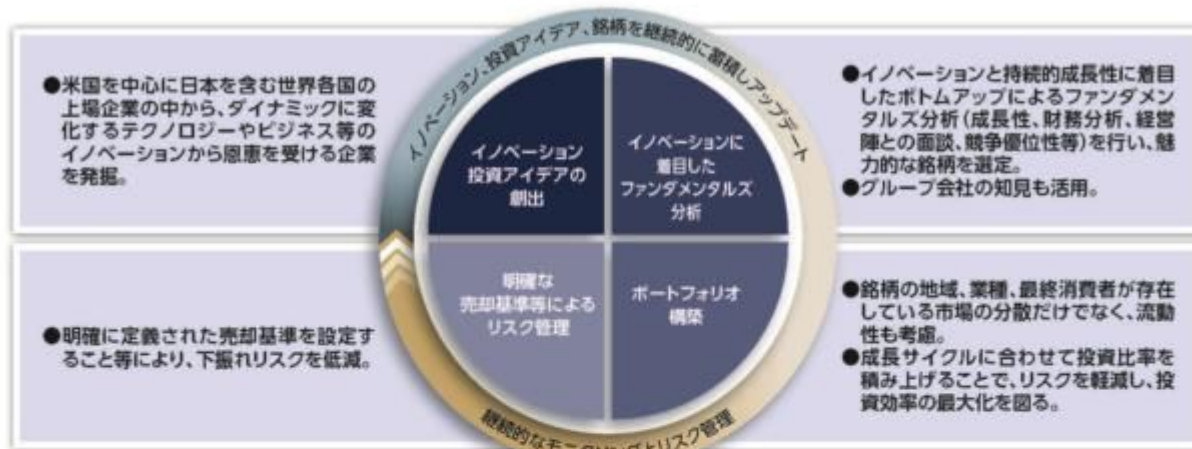 イノベーション、投資アイデア、銘柄を継続的に蓄積しアップデート
●米国を中心に日本を含む世界各国の
上場企業の中から、ダイナミックに変
化するテクノロジーやビジネス等の
イノベーションから恩恵を受ける企業
を発掘。
イノベーション
投資アイデアの
創出
イノベーションに
着目した
ファンダメンタルズ
分析
●イノベーションと持続的成長性に着目
したボトムアップによるファンダメン
タルズ分析(成長性、財務分析、経営
陣との面談、競争優位性等)を行い、魅
力的な銘柄を選定。
●グループ会社の知見も活用。
●明確に定義された売却基準を設定す
ること等により、下振れリスクを低減。
明確な
売却基準等による
リスク管理
ポートフォリオ
構築
●銘柄の地域、業種、最終消費者が存在
している市場の分散だけでなく、流動
性も考慮。
●成長サイクルに合わせて投資比率を
積み上げることで、リスクを軽減し、投
資効率の最大化を図る。
継続的なモニタリングとリスク管理